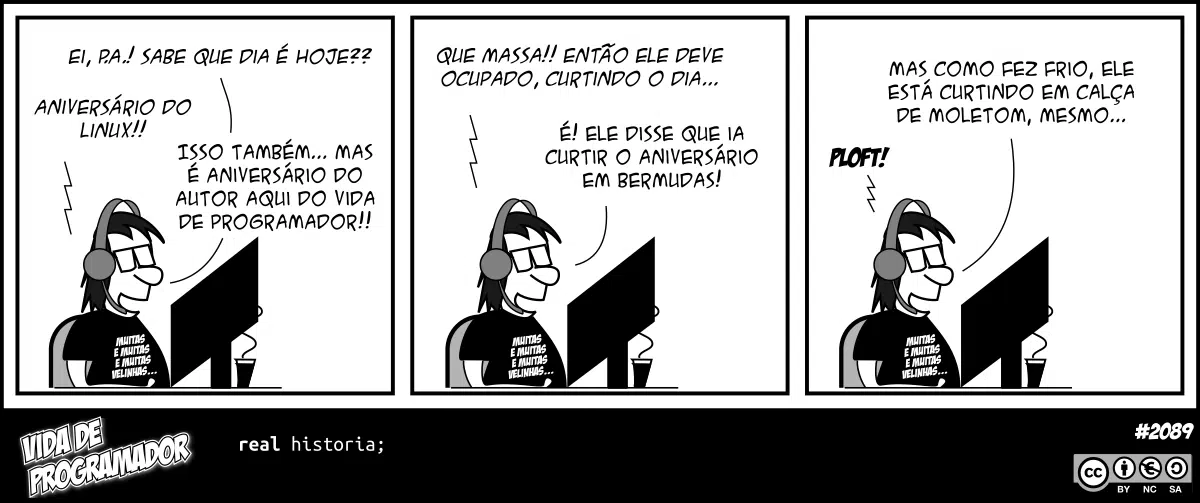 EI, P.A.! SABE QUE DIA É HOJE??
ANIVERSÁRIO DO
LINUX!!
ISSO TAMBÉM... MAS
É ANIVERSÁRIO DO
AUTOR AQUI DO VIDA
DE PROGRAMADOR!!
MUITAS
E MUITAS
E MUITAS
VELINHAS...
QUE MASSA!! ENTÃO ELE DEVE
OCUPADO, CURTINDO O DIA...
É! ELE DISSE QUE IA
CURTIR O ANIVERSÁRIO
EM BERMUDAS!
MUITAS
E MUITAS
E MUITAS
VELINHAS...
MAS COMO FEZ FRIO, ELE
ESTÁ CURTINDO EM CALÇA
DE MOLETOM, MESMO...
PLOFT!
MUITAS
E MUITAS
E MUITAS
VELINHAS...
VIDA DE
PROGRAMADOR
real historia;
#2089
cc
BY NC SA